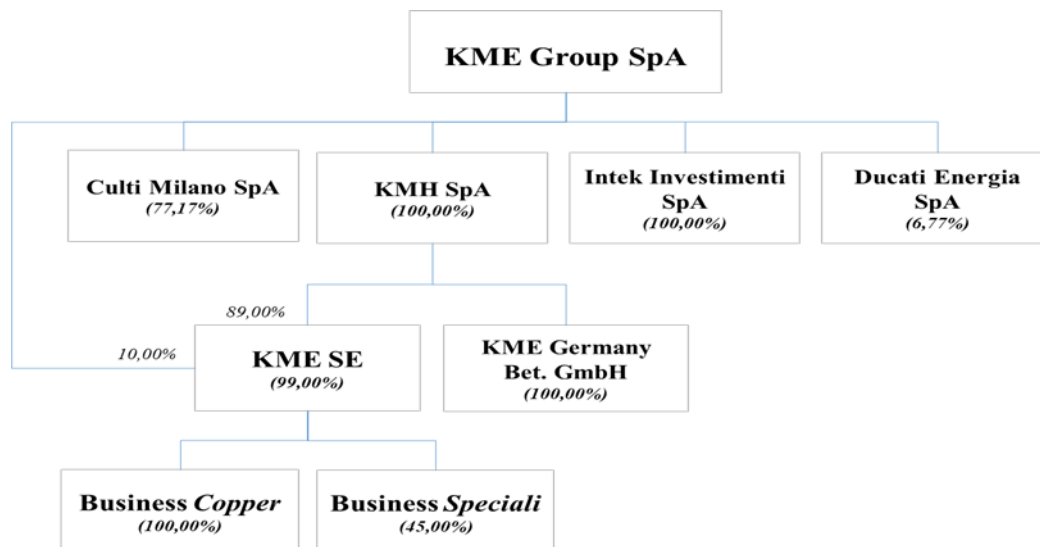 KME Group SpA
Culti Milano SpA
(77,17%)
KMH SpA
(100,00%)
Intek Investimenti
SpA
(100,00%)
Ducati Energia
SpA
(6,77%)
89,00%
10,00%
KME SE
(99,00%)
KME Germany
Bet. GmbH
(100,00%)
Business Copper
(100,00%)
Business Speciali
(45,00%)